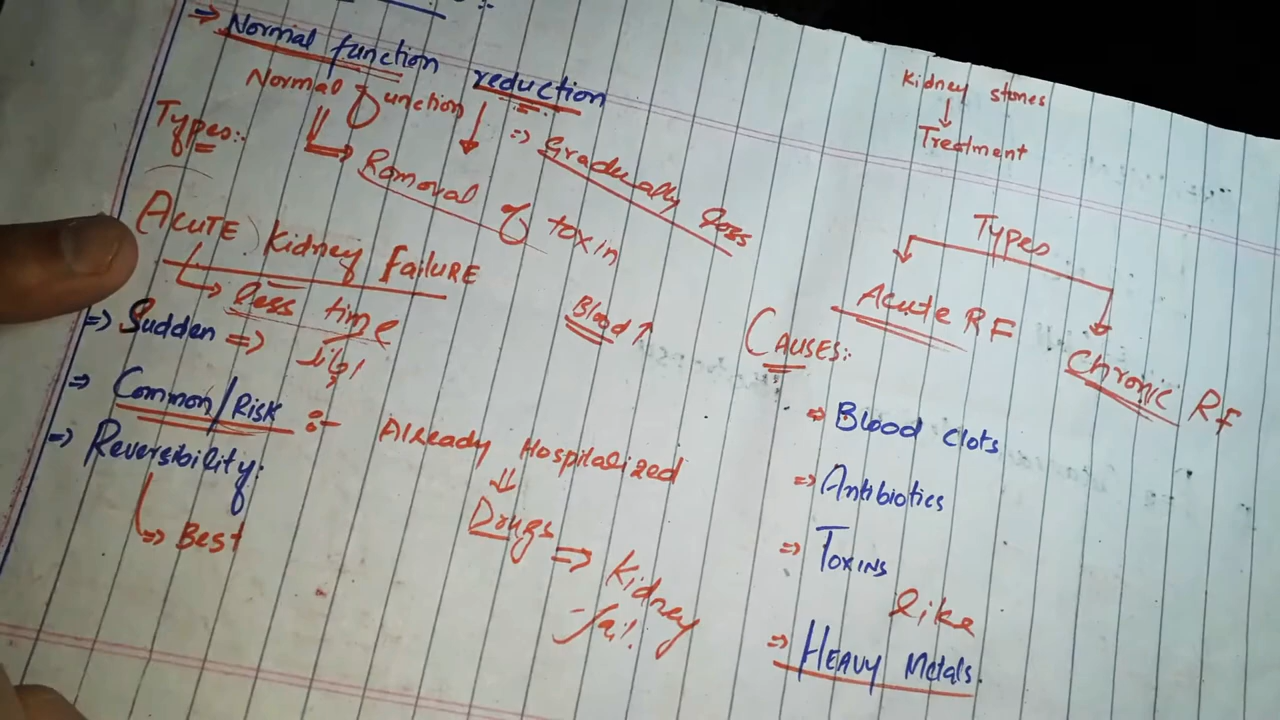 ⇒ Normal function reduction
Normal function
⇒ Gradually loss
Types:-
Removal of toxin
ACUTE Kidney FaiLURE
less time
⇒ Sudden ⇒
Blood ↑
⇒ Common/Risk :-
Already Hospitalized
Drugs ⇒ Kidney fail
⇒ Reversibility:
⇒ Best
Kidney stones
Treatment
Types
Acute RF
Chronic RF
CAUSES:-
⇒ Blood clots
⇒ Antibiotics
⇒ Toxins
like
⇒ HEAVY Metals.